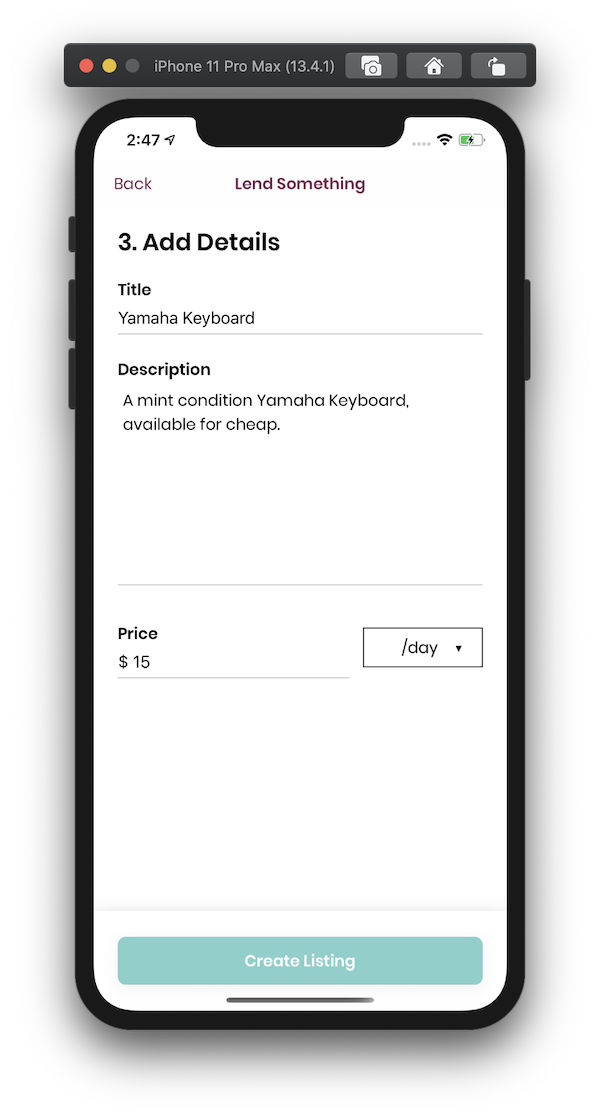 iPhone 11 Pro Max (13.4.1)
2:47
Back
Lend Something
3. Add Details
Title
Yamaha Keyboard
Description
A mint condition Yamaha Keyboard,
available for cheap.
Price
$ 15
/day
Create Listing